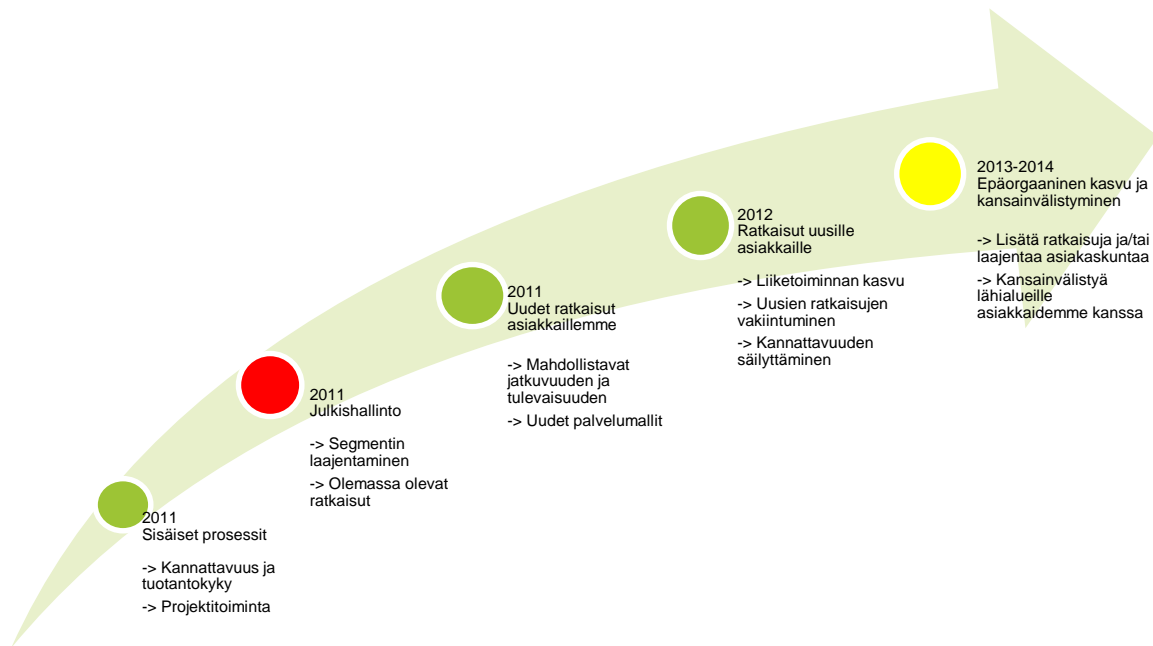 2011
Sisäiset prosessit
-> Kannattavuus ja
tuotantokyky
-> Projektitoiminta
2011
Julkishallinto
-> Segmentin
laajentaminen
-> Olemassa olevat
ratkaisut
2011
Uudet ratkaisut
asiakkaillemme
-> Mahdollistavat
jatkuvuuden ja
tulevaisuuden
-> Uudet palvelumallit
2012
Ratkaisut uusille
asiakkaille
-> Liiketoiminnan kasvu
-> Uusien ratkaisujen
vakiintuminen
-> Kannattavuuden
säilyttäminen
2013-2014
Epäorgaaninen kasvu ja
kansainvälistyminen
-> Lisätä ratkaisuja ja/tai
laajentaa asiakaskuntaa
-> Kansainvälistyä
lähialueille
asiakkaidemme kanssa